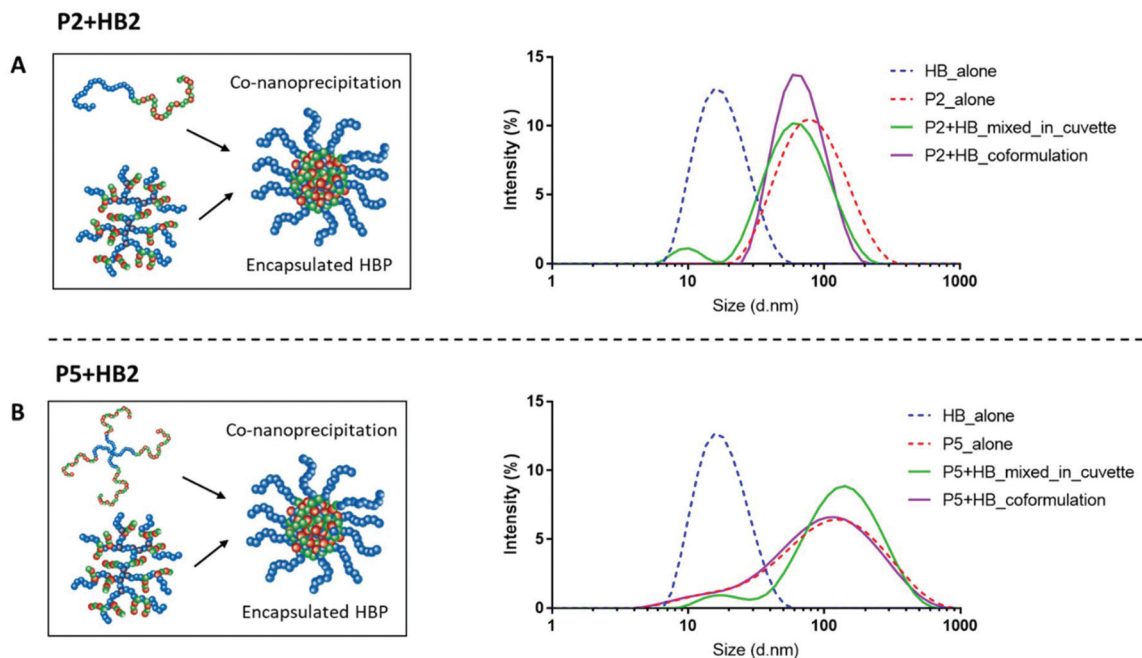 P2+HB2
A
Co-nanoprecipitation
Encapsulated HBP
Intensity (%)
15
10
5
0
1
10
100
1000
Size (d.nm)
HB_alone
P2_alone
P2+HB_mixed_in_cuvette
P2+HB_coformulation
P5+HB2
B
Co-nanoprecipitation
Encapsulated HBP
Intensity (%)
15
10
5
0
1
10
100
1000
Size (d.nm)
HB_alone
P5_alone
P5+HB_mixed_in_cuvette
P5+HB_coformulation